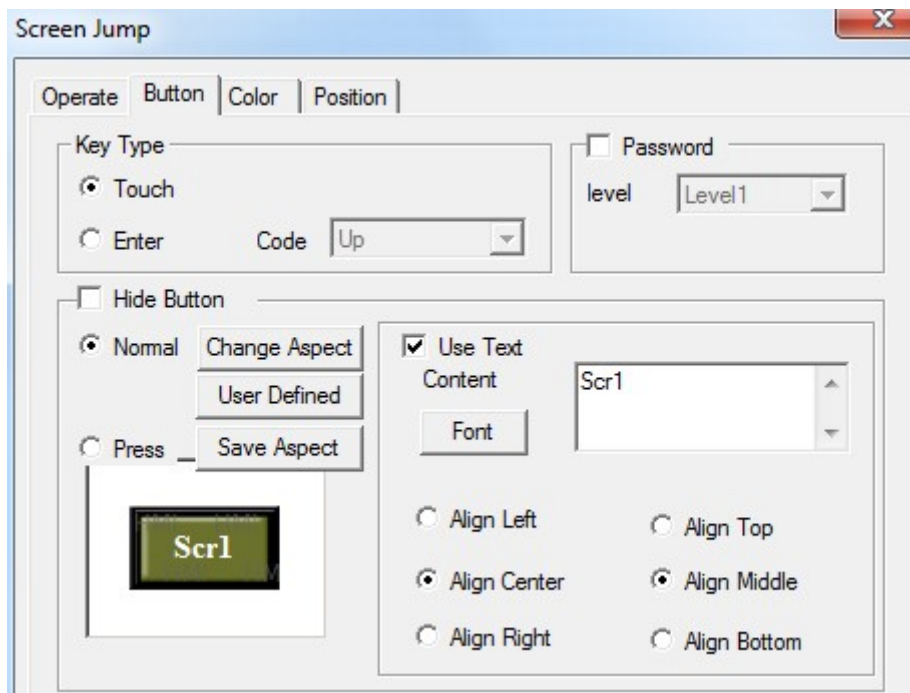 Screen Jump
Operate Button Color Position
Key Type
Touch
Enter Code Up
Password
level Level1
Hide Button
Normal Change Aspect
User Defined
Press Save Aspect
Scr1
Use Text
Content Scr1
Font
Align Left Align Top
Align Center Align Middle
Align Right Align Bottom